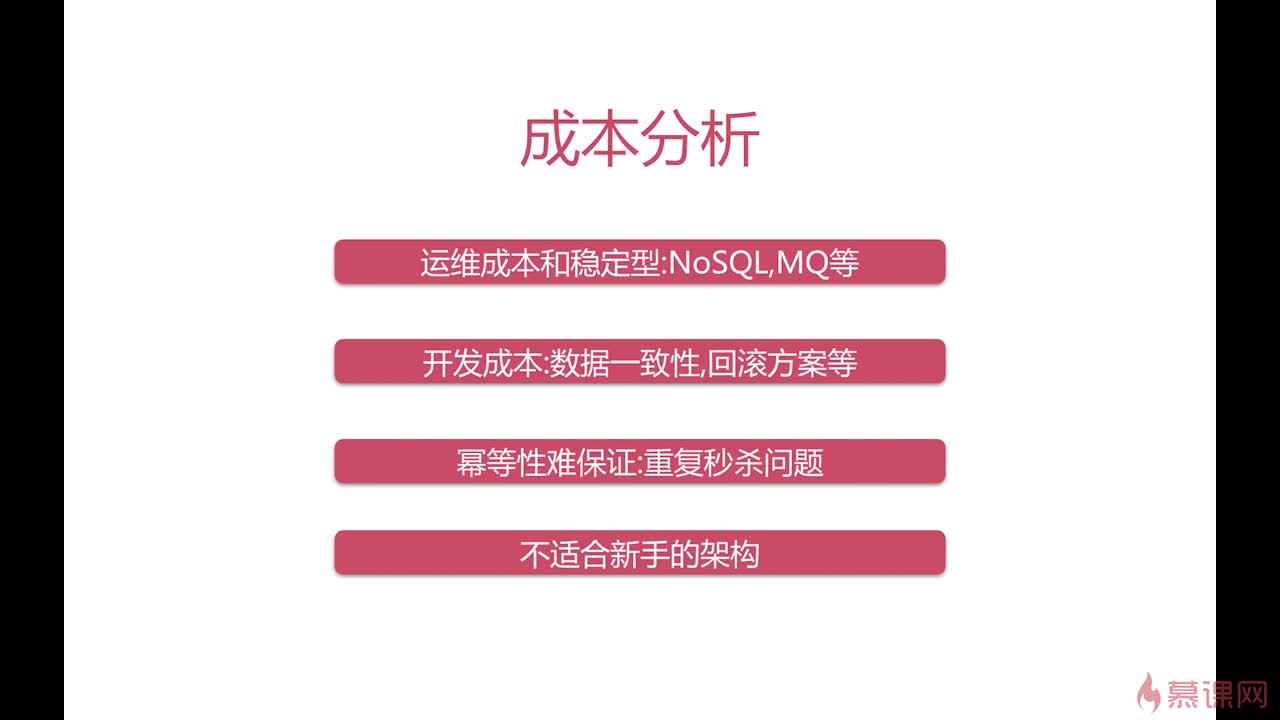 成本分析
运维成本和稳定型:NoSQL,MQ等
开发成本:数据一致性,回滚方案等
幂等性难保证:重复秒杀问题
不适合新手的架构
慕课网